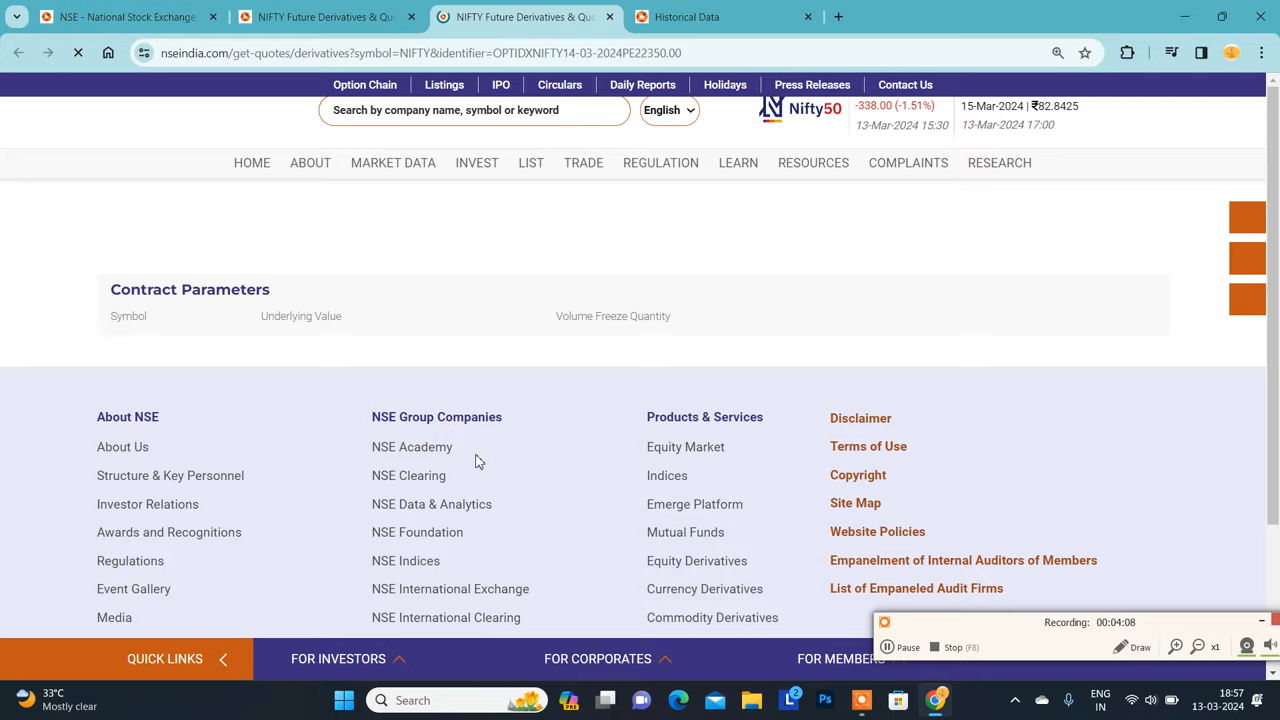 NSE - National Stock Exchange
NIFTY Future Derivatives & Quo
NIFTY Future Derivatives & Quo
Historical Data
nseindia.com/get-quotes/derivatives?symbol=NIFTY&identifier=OPTIDXNIFTY14-03-2024PE22350.00
Option Chain
Listings
IPO
Circulars
Daily Reports
Holidays
Press Releases
Contact Us
Search by company name, symbol or keyword
English
Nifty50
-338.00 (-1.51%)
13-Mar-2024 15:30
15-Mar-2024 | ₹82.8425
13-Mar-2024 17:00
HOME
ABOUT
MARKET DATA
INVEST
LIST
TRADE
REGULATION
LEARN
RESOURCES
COMPLAINTS
RESEARCH
Contract Parameters
Symbol
Underlying Value
Volume Freeze Quantity
About NSE
About Us
Structure & Key Personnel
Investor Relations
Awards and Recognitions
Regulations
Event Gallery
Media
NSE Group Companies
NSE Academy
NSE Clearing
NSE Data & Analytics
NSE Foundation
NSE Indices
NSE International Exchange
NSE International Clearing
Products & Services
Equity Market
Indices
Emerge Platform
Mutual Funds
Equity Derivatives
Currency Derivatives
Commodity Derivatives
Disclaimer
Terms of Use
Copyright
Site Map
Website Policies
Empanelment of Internal Auditors of Members
List of Empaneled Audit Firms
Recording: 00:04:08
Pause
Stop (F8)
Draw
x1
QUICK LINKS
FOR INVESTORS
FOR CORPORATES
FOR MEMBERS
33°C
Mostly clear
Search
2
Ps
ENG
IN
18:57
13-03-2024